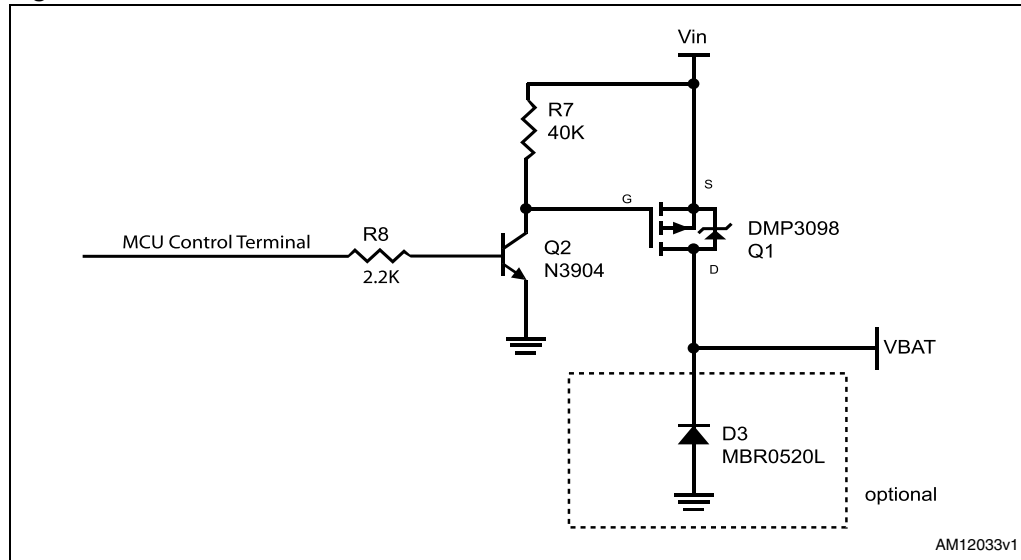 Vin
R7
40K
S
G
MCU Control Terminal
R8
2.2K
Q2
N3904
DMP3098
Q1
D
VBAT
D3
MBR0520L
optional
AM12033v1